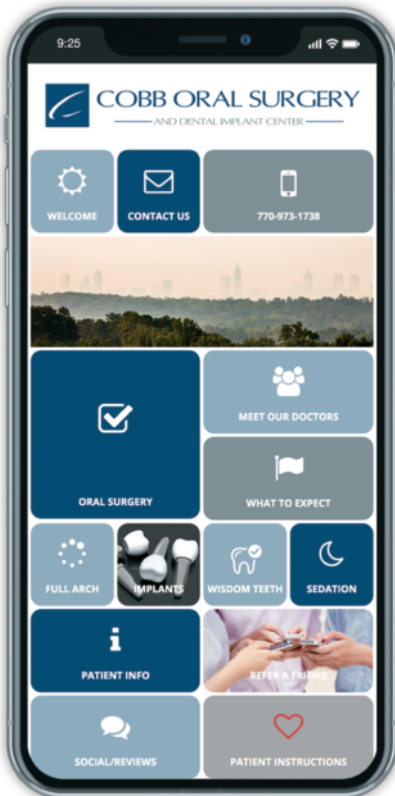 9:25
COBB ORAL SURGERY
AND DENTAL IMPLANT CENTER
WELCOME
CONTACT US
770-973-1738
MEET OUR DOCTORS
ORAL SURGERY
WHAT TO EXPECT
FULL ARCH
IMPLANTS
WISDOM TEETH
SEDATION
PATIENT INFO
REFER A FRIEND
SOCIAL/REVIEWS
PATIENT INSTRUCTIONS